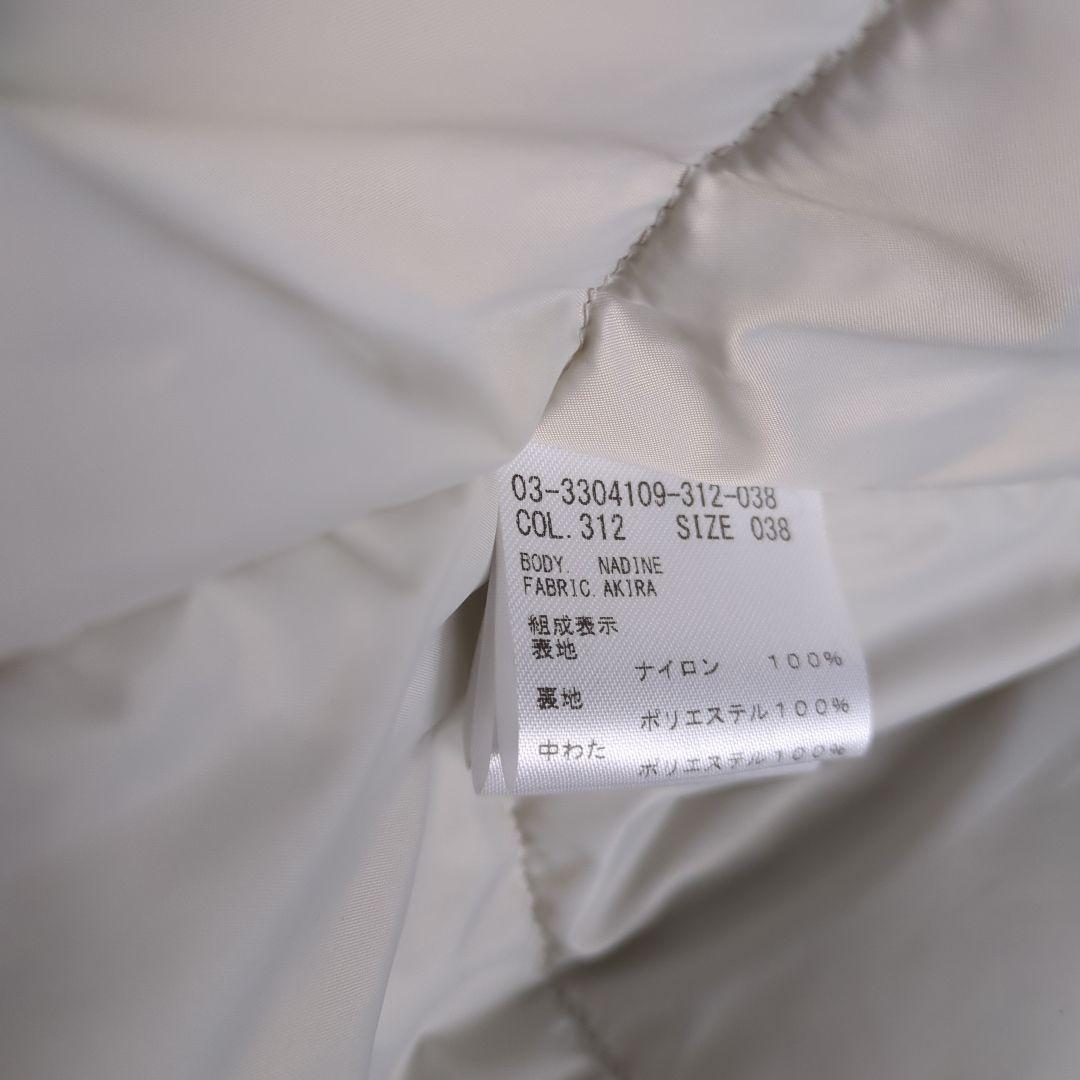 03-3304109-312-038
COL.312 SIZE 038
BODY. NADINE
FABRIC.AKIRA
組成表示
表地 ナイロン 100%
裏地 ポリエステル100%
中わた ポリエステル100%